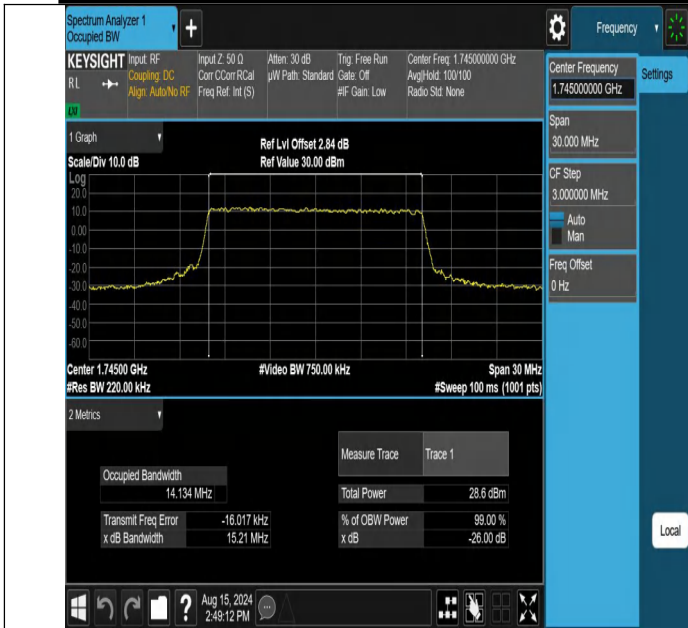 Spectrum Analyzer 1
Occupied BW
+
Frequency
KEYSIGHT
RL
LXI
Input: RF
Coupling: DC
Align: Auto/No RF
Input Z: 50 Ω
Corr CCorr RCal
Freq Ref: Int (S)
Atten: 30 dB
µW Path: Standard
Trig: Free Run
Gate: Off
#IF Gain: Low
Center Freq: 1.745000000 GHz
Avg|Hold: 100/100
Radio Std: None
Center Frequency
1.745000000 GHz
Settings
Span
30.000 MHz
CF Step
3.000000 MHz
Auto
Man
Freq Offset
0 Hz
1 Graph
Ref Lvl Offset 2.84 dB
Scale/Div 10.0 dB
Ref Value 30.00 dBm
Log
20.0
10.0
0.00
-10.0
-20.0
-30.0
-40.0
-50.0
-60.0
Center 1.74500 GHz
#Video BW 750.00 kHz
Span 30 MHz
#Res BW 220.00 kHz
#Sweep 100 ms (1001 pts)
2 Metrics
Measure Trace
Trace 1
Occupied Bandwidth
14.134 MHz
Total Power
28.6 dBm
Transmit Freq Error
-16.017 kHz
% of OBW Power
99.00 %
x dB Bandwidth
15.21 MHz
x dB
-26.00 dB
Local
?
Aug 15, 2024
2:49:12 PM